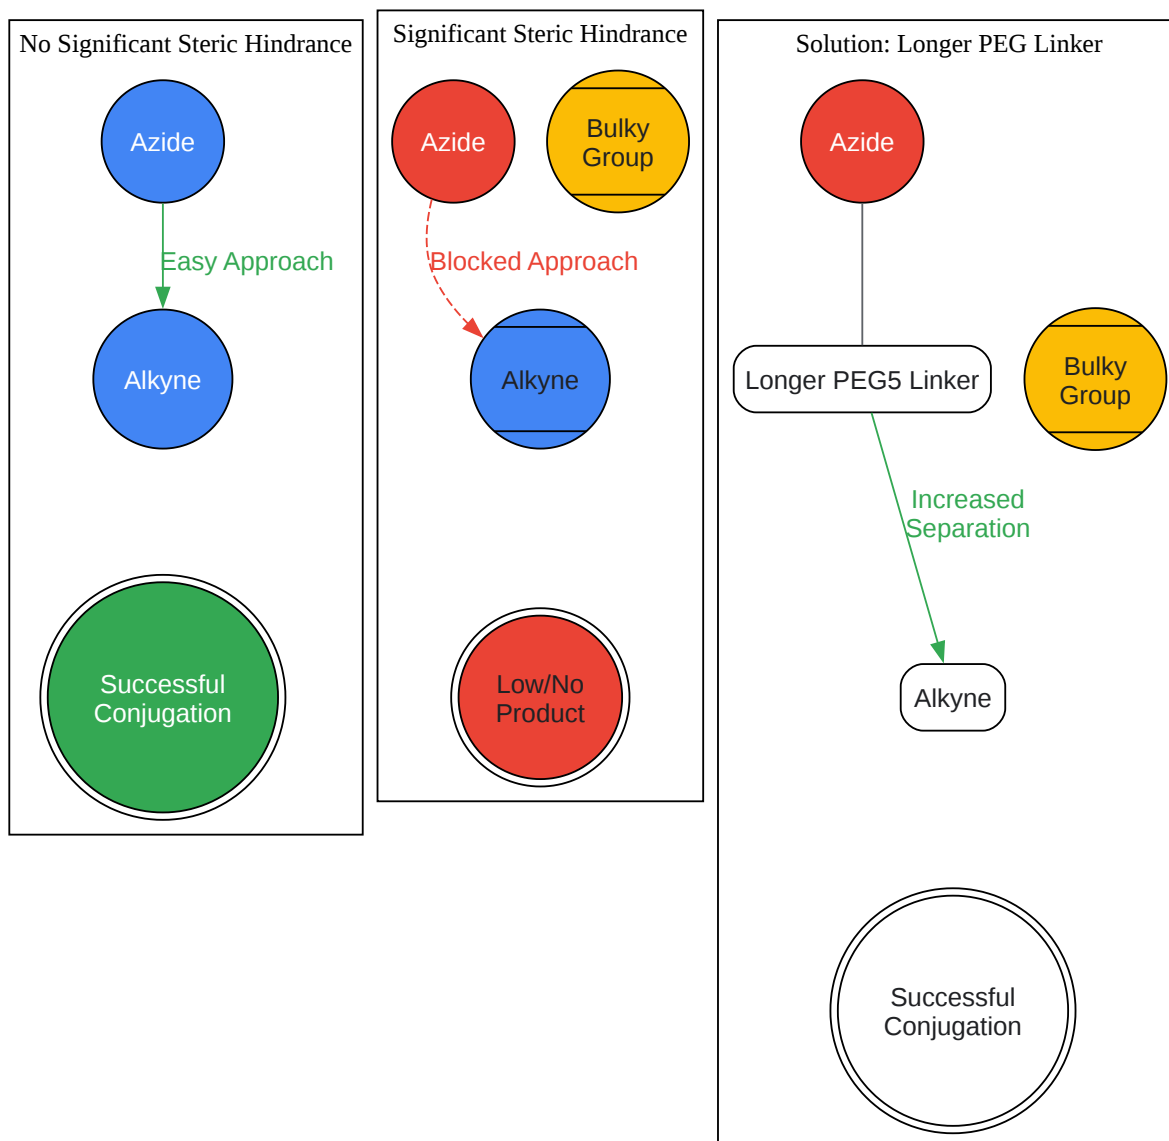 No Significant Steric Hindrance
Azide
Easy Approach
Alkyne
Successful
Conjugation
Significant Steric Hindrance
Azide
Bulky
Group
Blocked Approach
Alkyne
Low/No
Product
Solution: Longer PEG Linker
Azide
Longer PEG5 Linker
Bulky
Group
Increased
Separation
Alkyne
Successful
Conjugation